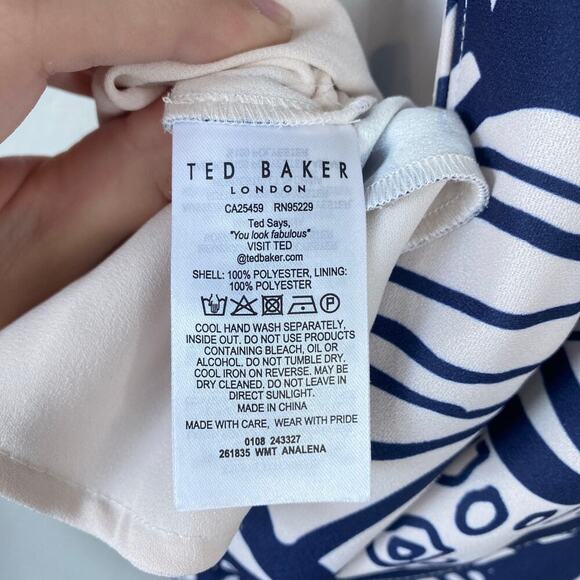 TED BAKER
LONDON
CA25459 RN95229
Ted Says,
"You look fabulous"
VISIT TED
@tedbaker.com
SHELL: 100% POLYESTER, LINING:
100% POLYESTER
COOL HAND WASH SEPARATELY,
INSIDE OUT. DO NOT USE PRODUCTS
CONTAINING BLEACH, OIL OR
ALCOHOL. DO NOT TUMBLE DRY.
COOL IRON ON REVERSE. MAY BE
DRY CLEANED. DO NOT LEAVE IN
DIRECT SUNLIGHT.
MADE IN CHINA
MADE WITH CARE, WEAR WITH PRIDE
0108 243327
261835 WMT ANALENA